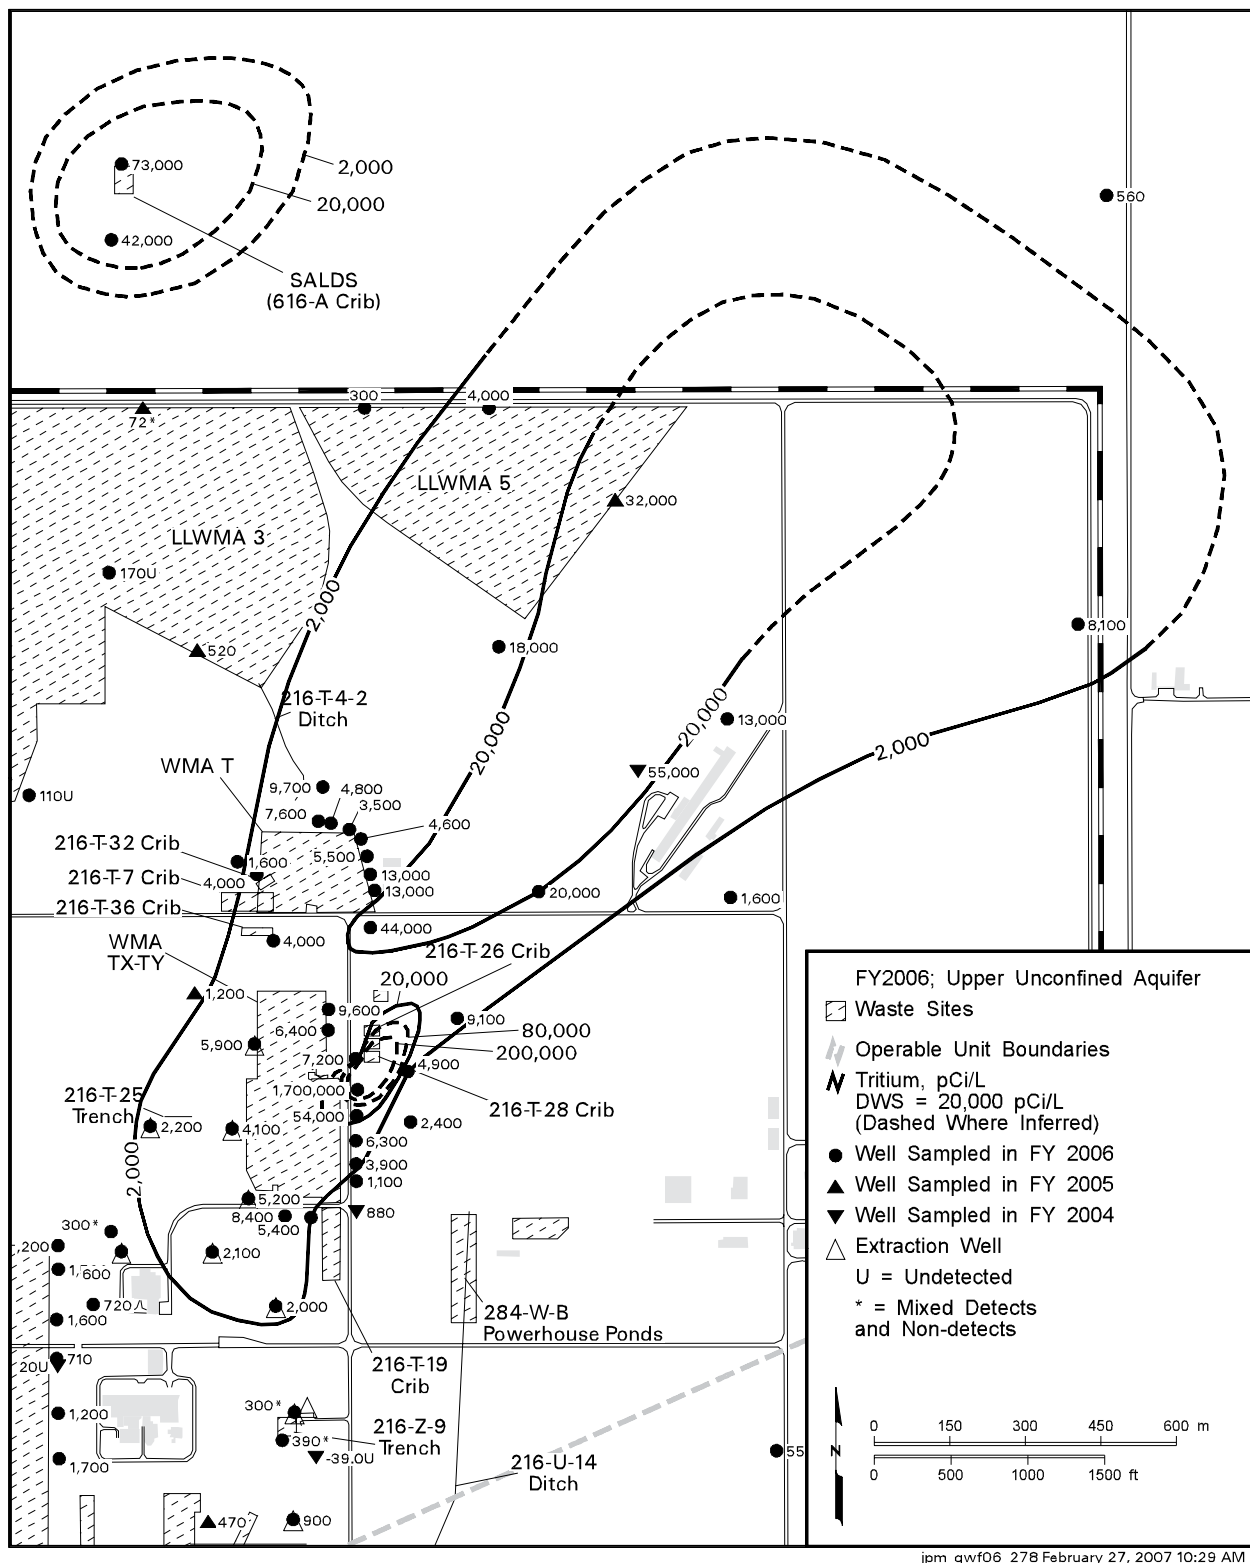 73,000
2,000
20,000
42,000
SALDS
(616-A Crib)
560
300
4,000
72*
LLWMA 5
32,000
LLWMA 3
170U
2,000
8,100
18,000
520
216-T-4-2
Ditch
20,000
20,000
13,000
2,000
WMA T
55,000
110U
9,700
4,800
3,500
7,600
4,600
216-T-32 Crib
5,500
1,600
13,000
216-T-7 Crib
4,000
13,000
20,000
1,600
216-T-36 Crib
44,000
4,000
WMA
TX-TY
216-T-26 Crib
20,000
1,200
9,600
9,100
6,400
80,000
5,900
200,000
7,200
4,900
216-T-25
Trench
1,700,000
216-T-28 Crib
54,000
2,400
2,200
4,100
6,300
2,000
3,900
1,100
5,200
880
8,400
5,400
300*
,200
2,100
600
720
2,000
1,600
284-W-B
Powerhouse Ponds
710
20U
216-T-19
Crib
1,200
300*
216-Z-9
Trench
390*
-39.0U
1,700
216-U-14
Ditch
55
470
900
FY2006; Upper Unconfined Aquifer
Waste Sites
Operable Unit Boundaries
Tritium, pCi/L
DWS = 20,000 pCi/L
(Dashed Where Inferred)
Well Sampled in FY 2006
Well Sampled in FY 2005
Well Sampled in FY 2004
Extraction Well
U = Undetected
* = Mixed Detects
and Non-detects
0 150 300 450 600 m
N
0 500 1000 1500 ft
jpm_gwf06_278 February 27, 2007 10:29 AM